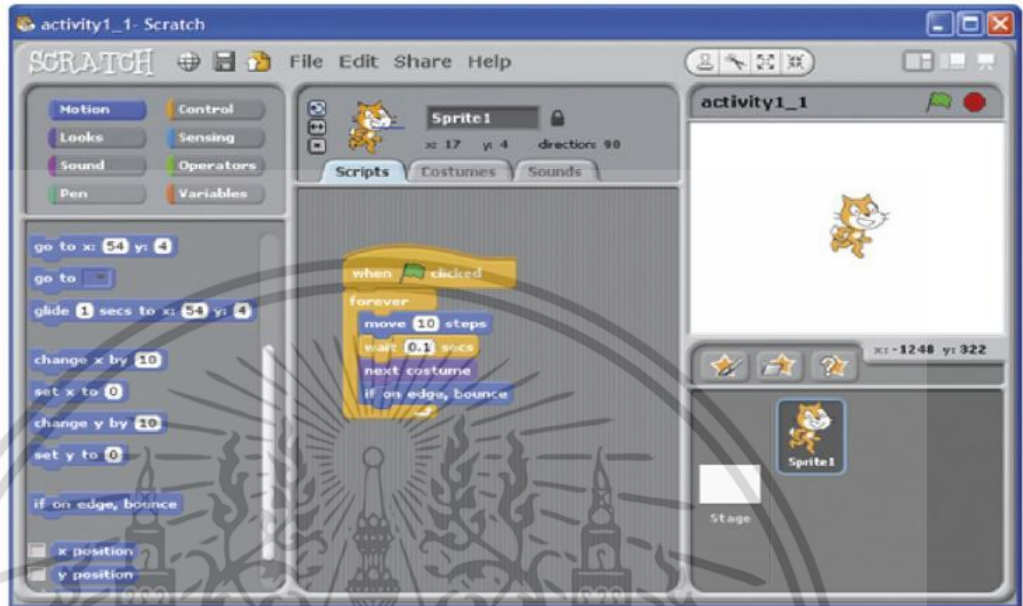 activity1_1- Scratch
SCRATCH File Edit Share Help
Motion Control
Looks Sensing
Sound Operators
Pen Variables
go to x: 54 y: 4
go to
glide 1 secs to x: 54 y: 4
change x by 10
set x to 0
change y by 10
set y to 0
if on edge, bounce
x position
y position
Sprite1
x: 17 y: 4 direction: 90
Scripts Costumes Sounds
when clicked
forever
move 10 steps
wait 0.1 secs
next costume
if on edge, bounce
activity1_1
x: -1248 y: 322
Sprite1
Stage